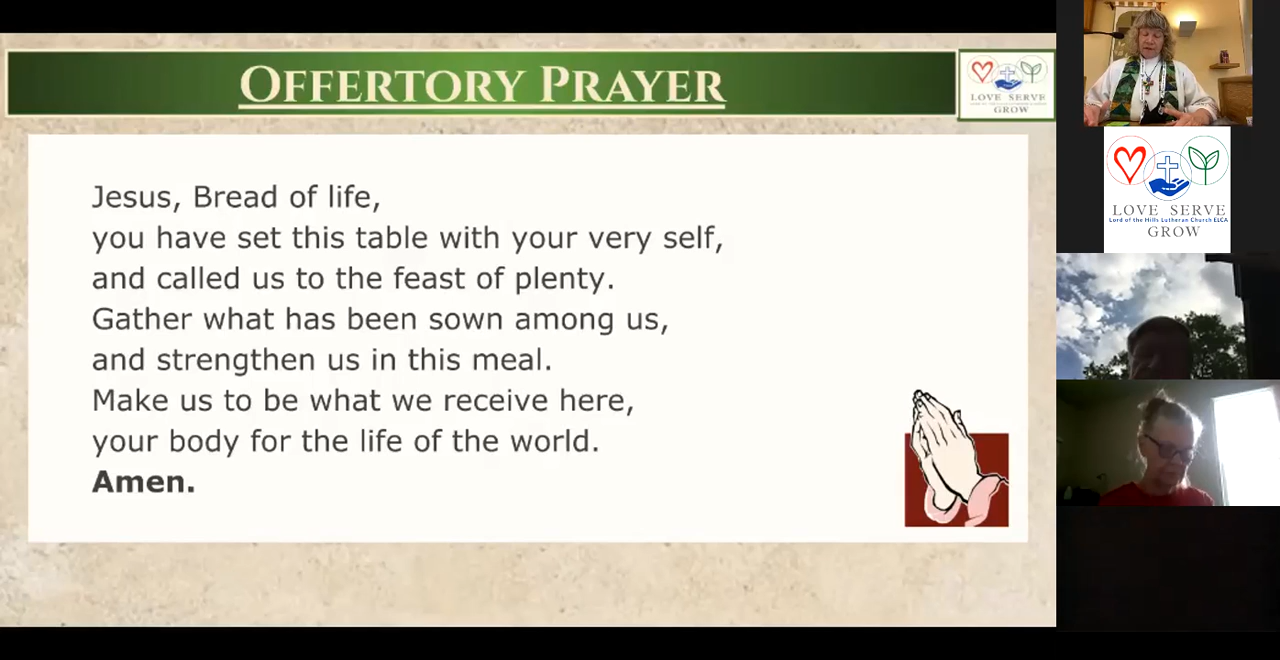 OFFERTORY PRAYER
LOVE SERVE
GROW
Jesus, Bread of life,
you have set this table with your very self,
and called us to the feast of plenty.
Gather what has been sown among us,
and strengthen us in this meal.
Make us to be what we receive here,
your body for the life of the world.
Amen.
LOVE SERVE
Lord of the Hills Lutheran Church ELCA
GROW